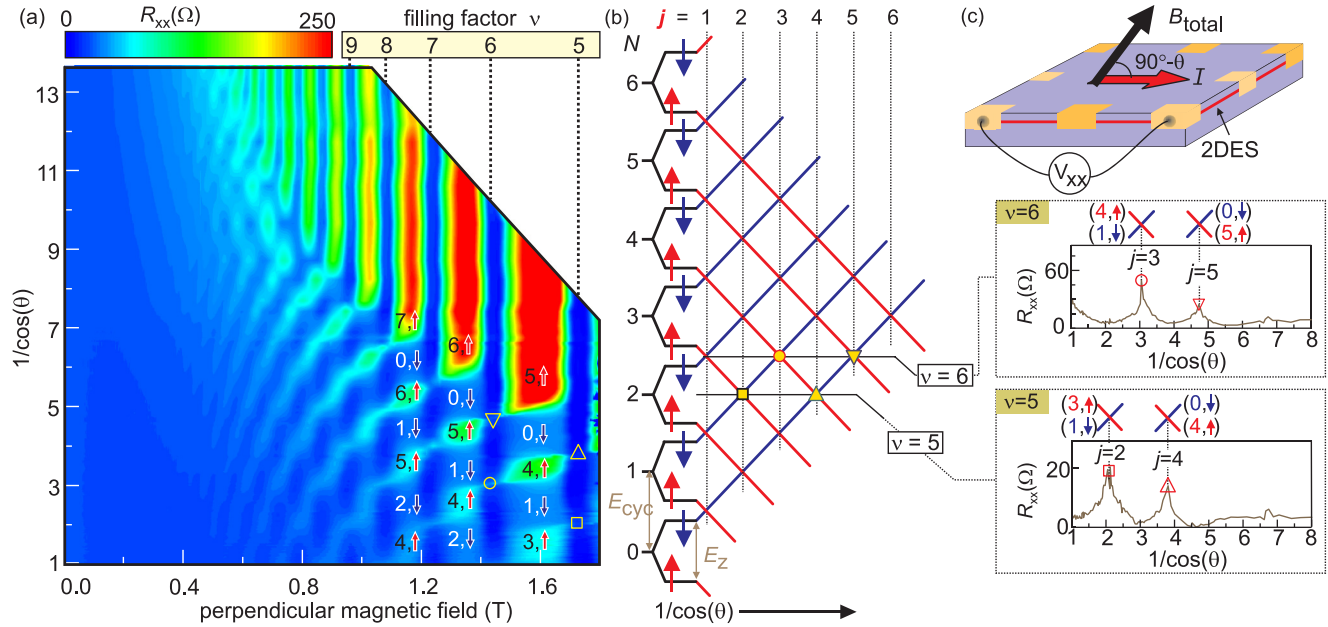 (a)
0 Rxx(Ω) 250
filling factor ν
9 8 7 6 5
1/cos(θ)
13
11
9
7
5
3
1
7,↑
0,↓
6,↑
1,↓
5,↑
2,↓
4,↑
6,↑
0,↓
5,↑
1,↓
4,↑
2,↓
5,↑
0,↓
4,↑
1,↓
3,↑
0.0 0.4 0.8 1.2 1.6
perpendicular magnetic field (T)
(b)
j = 1 2 3 4 5 6
N
6
5
4
3
2
1
0
Ecyc
EZ
ν = 6
ν = 5
1/cos(θ)
(c)
Btotal
90°-θ
I
2DES
Vxx
ν=6
(4,↑) (0,↓)
(1,↓) (5,↑)
j=3
j=5
Rxx(Ω)
60
0
1 2 3 4 5 6 7 8
1/cos(θ)
ν=5
(3,↑) (0,↓)
(1,↓) (4,↑)
j=2 j=4
Rxx(Ω)
20
0
1 2 3 4 5 6 7 8
1/cos(θ)